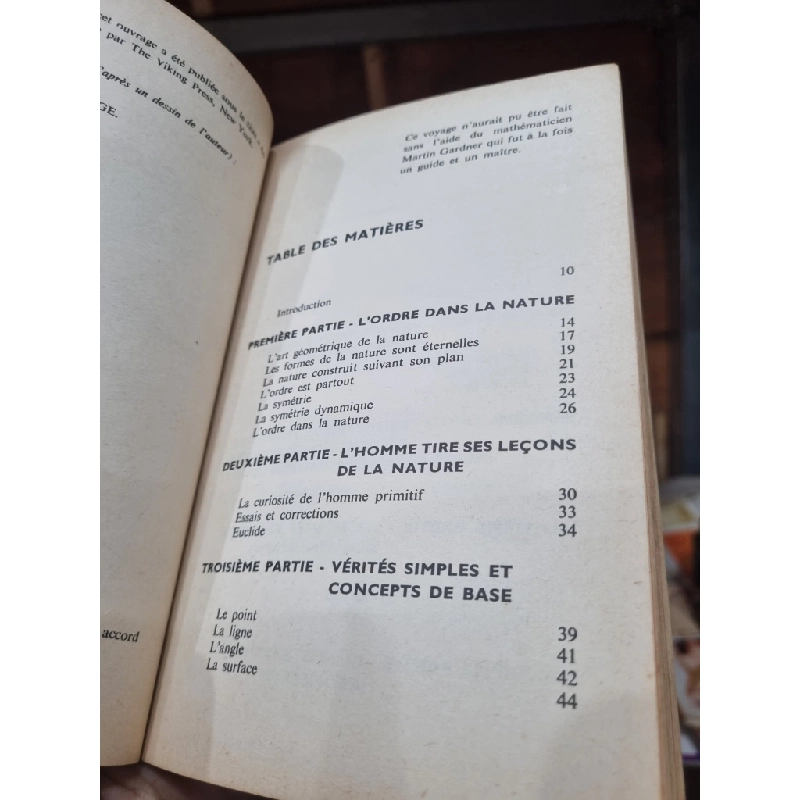 cet ouvrage a été publiée sous le
par The Viking Press, New York.
d'après un dessin de l'auteur) :
GE.
accord
Ce voyage n'aurait pu être fait
sans l'aide du mathématicien
Martin Gardner qui fut à la fois
un guide et un maître.
TABLE DES MATIÈRES
Introduction 10
PREMIÈRE PARTIE - L'ORDRE DANS LA NATURE
L'art géométrique de la nature 14
Les formes de la nature sont éternelles 17
La nature construit suivant son plan 19
L'ordre est partout 21
La symétrie 23
La symétrie dynamique 24
L'ordre dans la nature 26
DEUXIÈME PARTIE - L'HOMME TIRE SES LEÇONS
DE LA NATURE
La curiosité de l'homme primitif 30
Essais et corrections 33
Euclide 34
TROISIÈME PARTIE - VÉRITÉS SIMPLES ET
CONCEPTS DE BASE
Le point 39
La ligne 41
L'angle 42
La surface 44